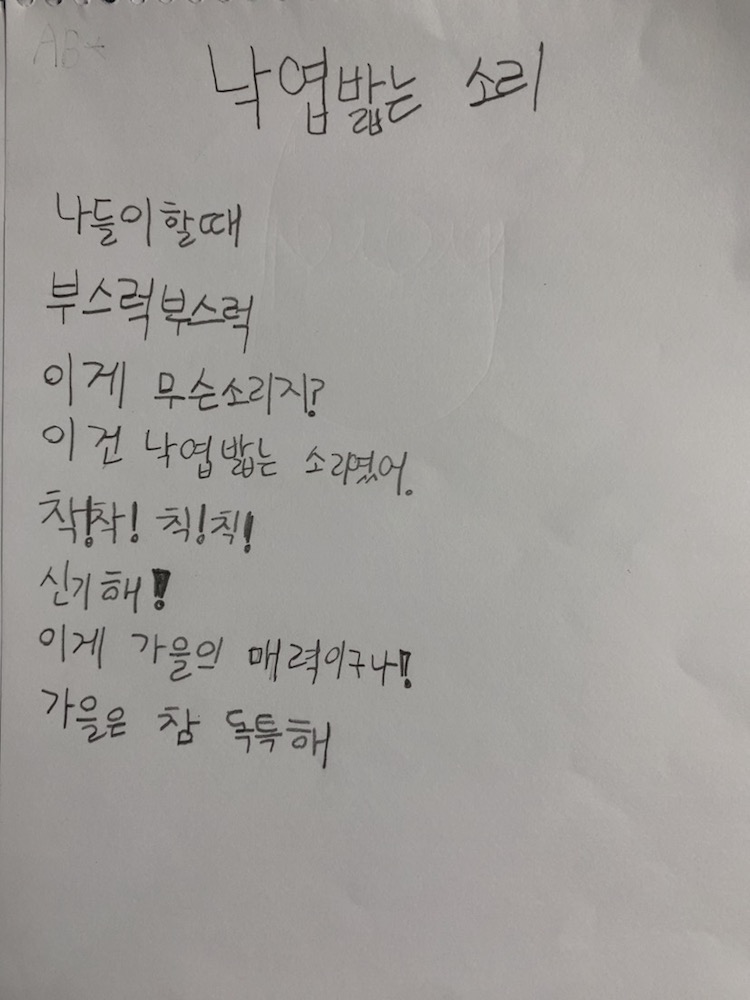 낙엽밟는 소리
나들이할때
부스럭부스럭
이게 무슨소리지?
이건 낙엽밟는 소리였어.
착!착! 칙!칙!
신기해!
이게 가을의 매력이구나!
가을은 참 독특해